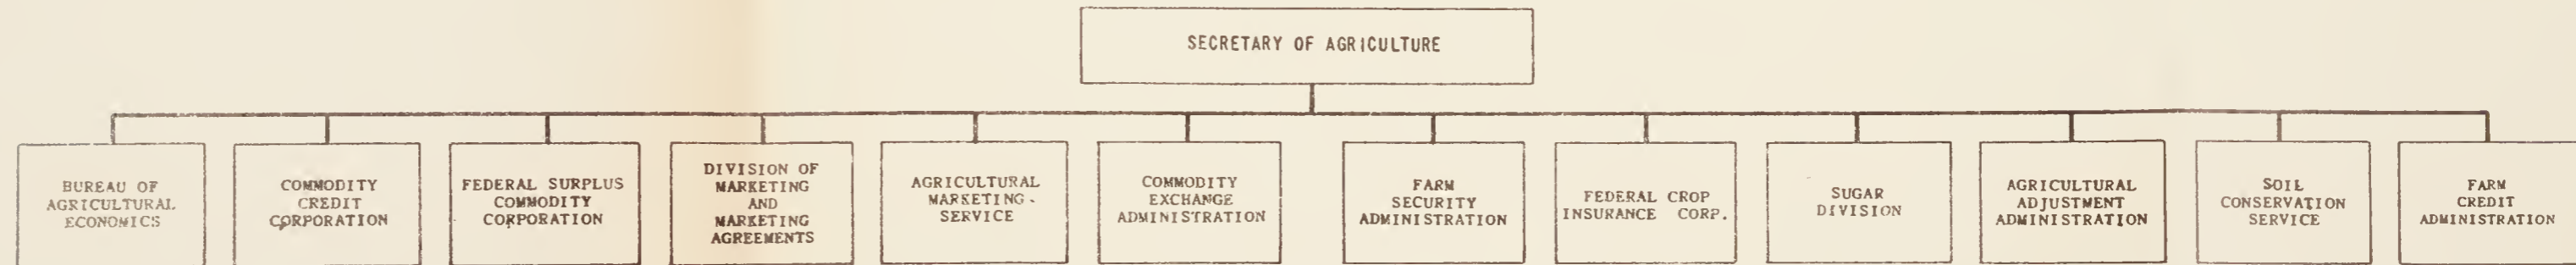 SECRETARY OF AGRICULTURE
BUREAU OF
AGRICULTURAL
ECONOMICS
COMMODITY
CREDIT
CORPORATION
FEDERAL SURPLUS
COMMODITY
CORPORATION
DIVISION OF
MARKETING
AND
MARKETING
AGREEMENTS
AGRICULTURAL
MARKETING
SERVICE
COMMODITY
EXCHANGE
ADMINISTRATION
FARM
SECURITY
ADMINISTRATION
FEDERAL CROP
INSURANCE CORP.
SUGAR
DIVISION
AGRICULTURAL
ADJUSTMENT
ADMINISTRATION
SOIL
CONSERVATION
SERVICE
FARM
CREDIT
ADMINISTRATION